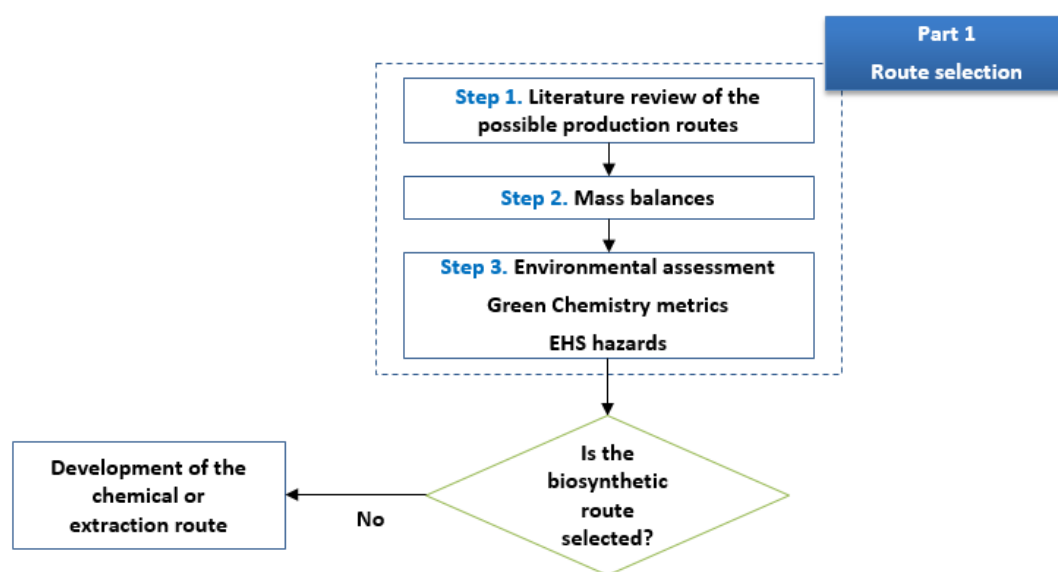 Part 1
Route selection
Step 1. Literature review of the
possible production routes
Step 2. Mass balances
Step 3. Environmental assessment
Green Chemistry metrics
EHS hazards
Is the
biosynthetic
route
selected?
Development of the
chemical or
extraction route
No